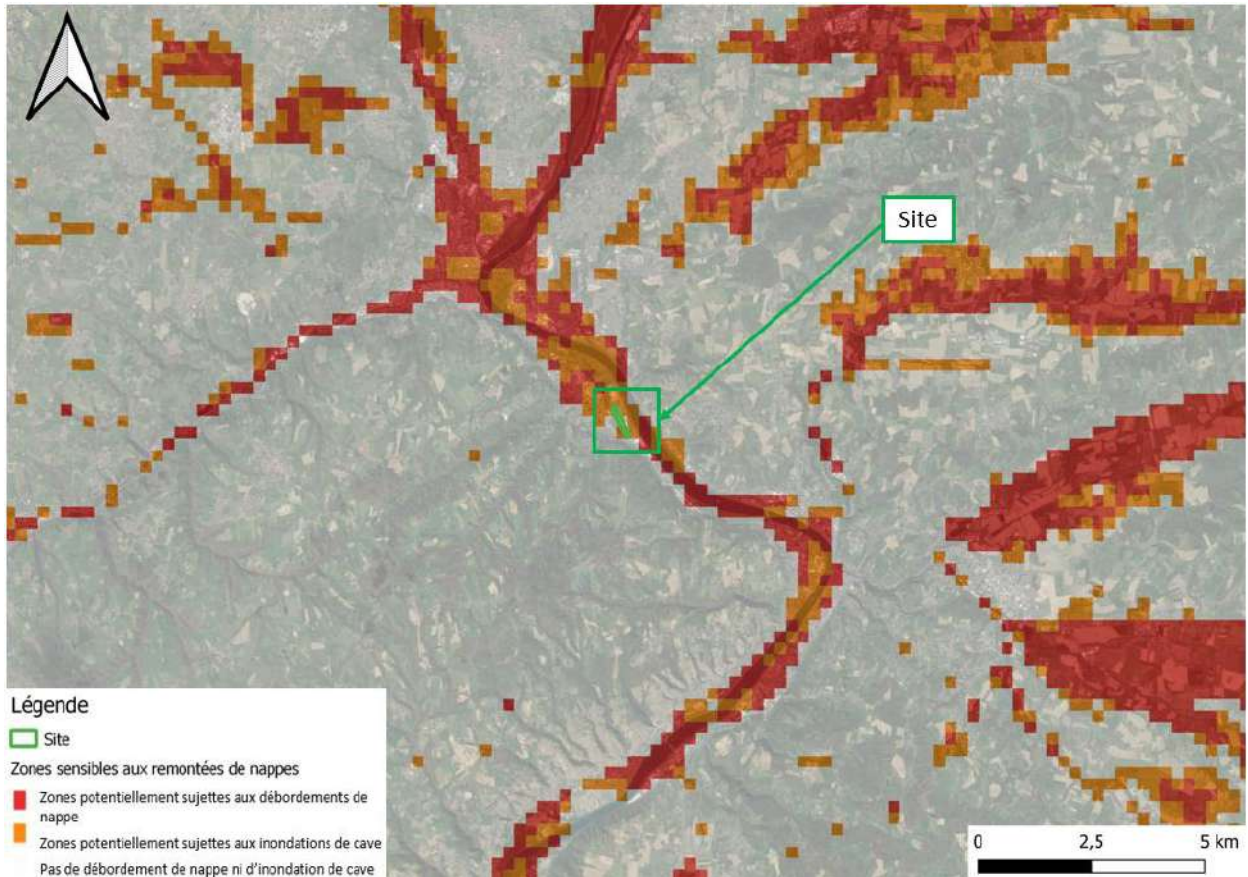 Site
Légende
Site
Zones sensibles aux remontées de nappes
Zones potentiellement sujettes aux débordements de
nappe
Zones potentiellement sujettes aux inondations de cave
Pas de débordement de nappe ni d'inondation de cave
0 2,5 5 km